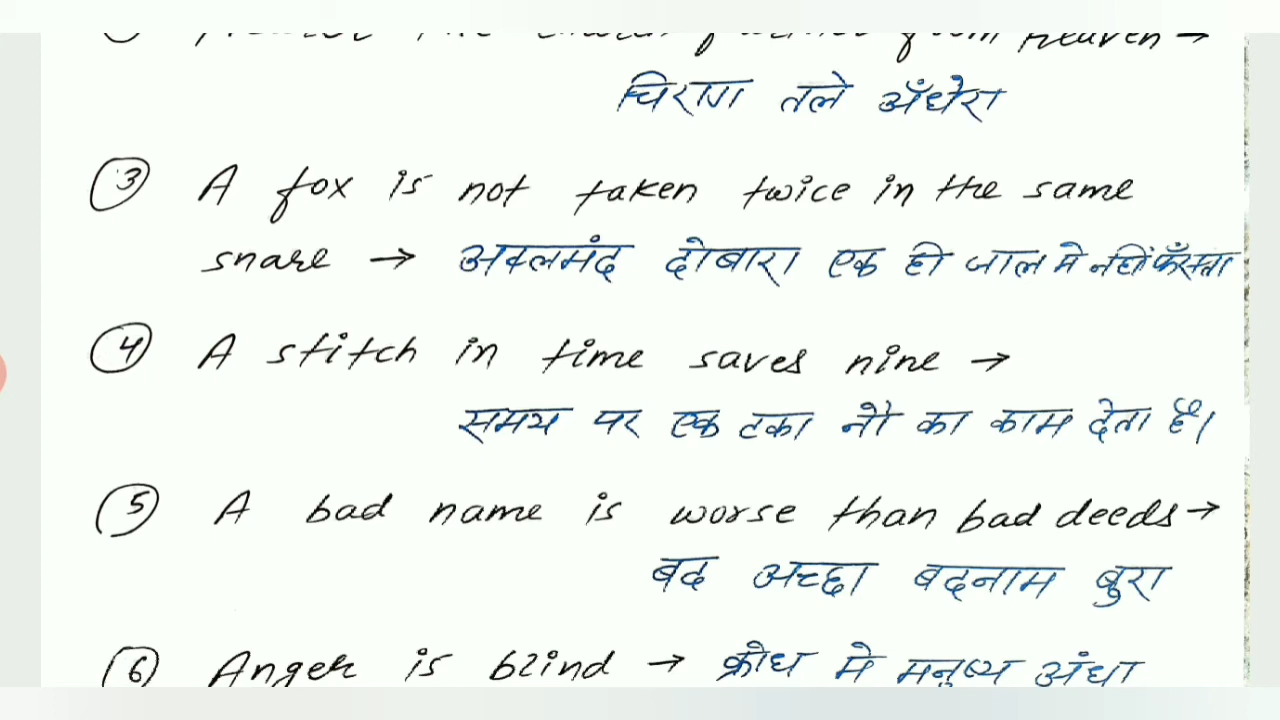 from Heaven →
चिराग तले अँधेरा
③ A fox is not taken twice in the same
snare → अक्लमंद दोबारा एक ही जाल मे नहीं फँसता
④ A stitch in time saves nine →
समय पर एक टका नौ का काम देता है।
⑤ A bad name is worse than bad deeds →
बद अच्छा बदनाम बुरा
⑥ Anger is blind → क्रोध मे मनुष्य अंधा